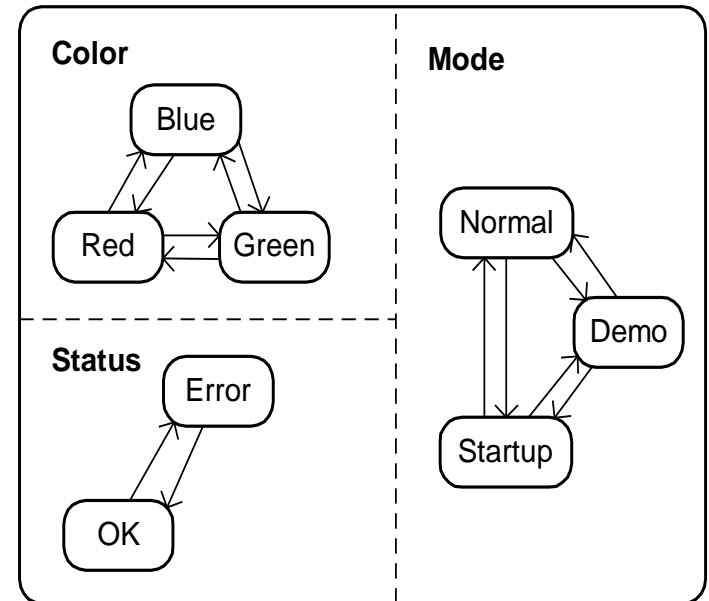 Color
Blue
Red
Green
Status
Error
OK
Mode
Normal
Demo
Startup